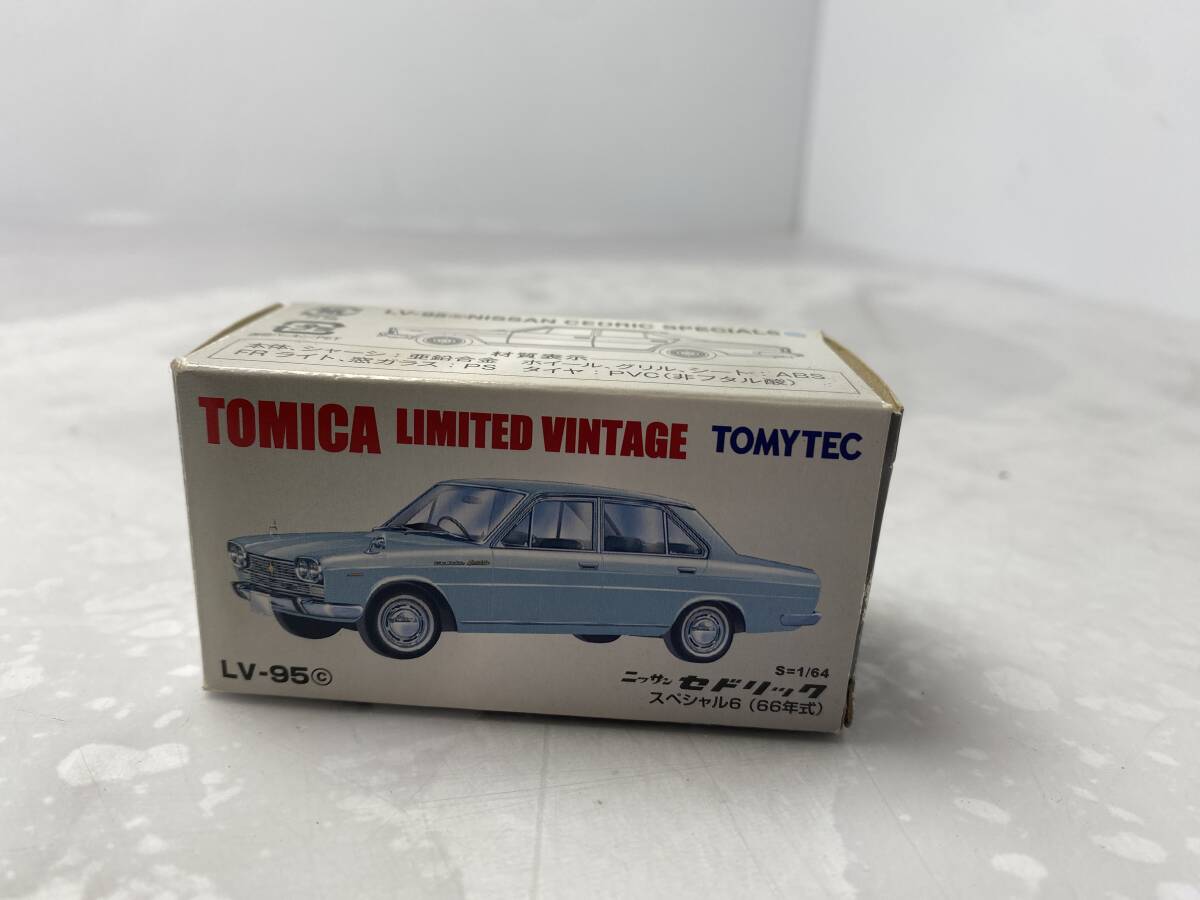 LV-95ⓒNISSAN CEDRIC SPECIAL6
材質表示
本体、シャーシ：亜鉛合金 ホイール、グリル、シート：ABS
FRライト、窓ガラス：PS タイヤ：PVC(非フタル酸)
TOMICA LIMITED VINTAGE TOMYTEC
LV-95ⓒ
S=1/64
ニッサン セドリック
スペシャル6（66年式）